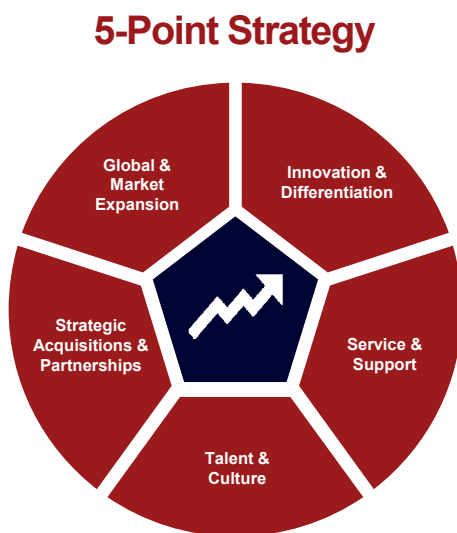 5-Point Strategy
Global &
Market
Expansion
Innovation &
Differentiation
Strategic
Acquisitions &
Partnerships
Service &
Support
Talent &
Culture